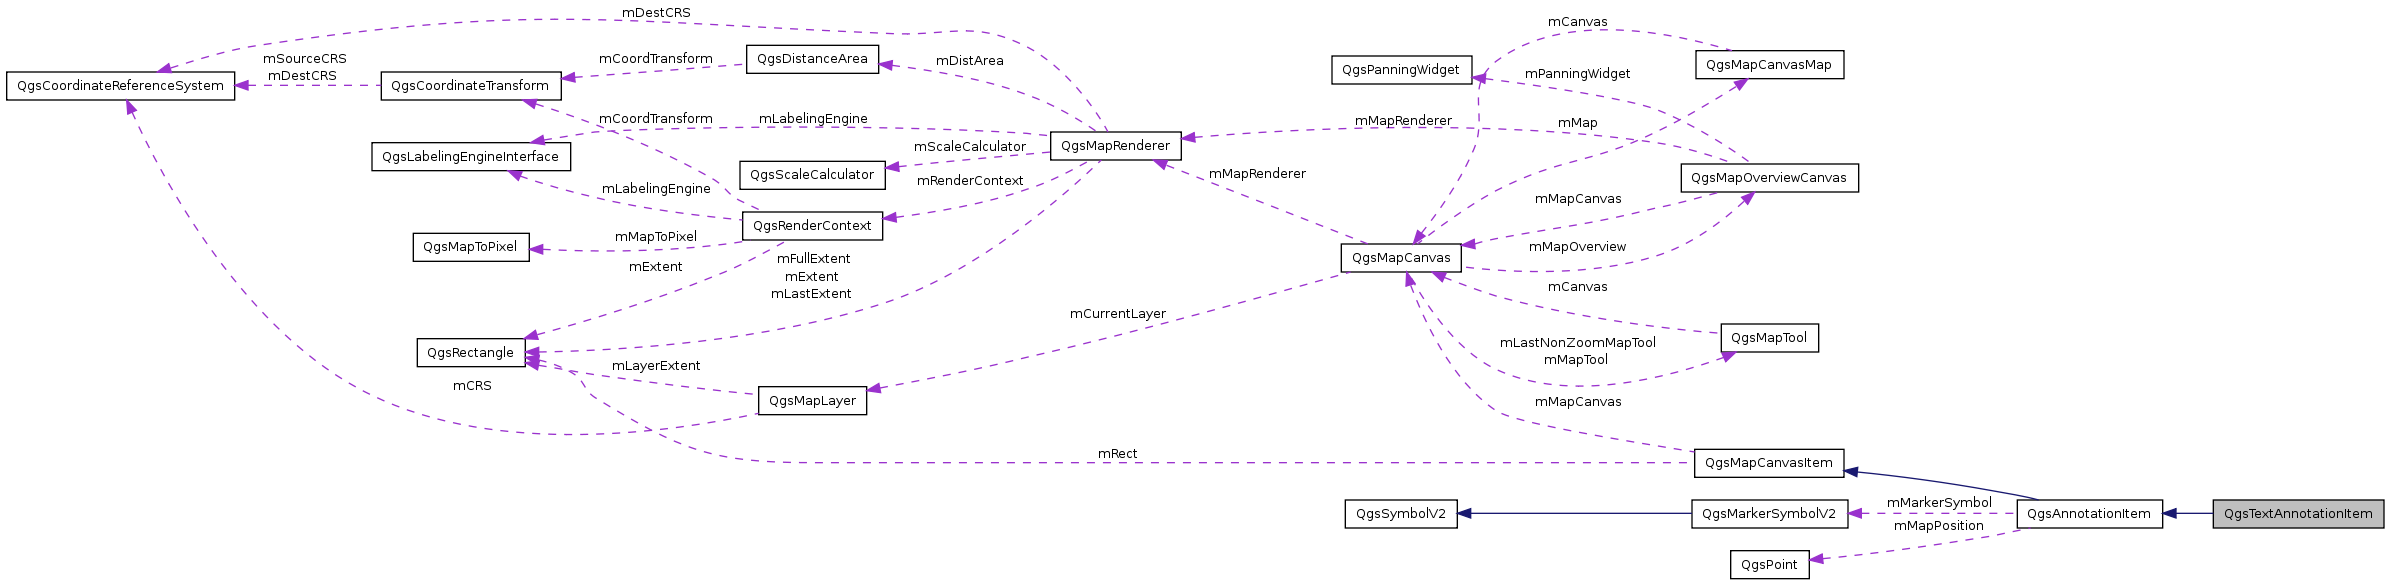 mDestCRS
mCanvas
QgsDistanceArea
mCoordTransform
mDistArea
mSourceCRS
mDestCRS
QgsCoordinateReferenceSystem
QgsCoordinateTransform
QgsPanningWidget
mPanningWidget
QgsMapCanvasMap
mCoordTransform
mLabelingEngine
mMapRenderer
mMap
QgsLabelingEngineInterface
mScaleCalculator
QgsMapRenderer
QgsScaleCalculator
mRenderContext
mMapRenderer
QgsMapOverviewCanvas
mLabelingEngine
mMapCanvas
QgsRenderContext
mMapToPixel
QgsMapToPixel
mMapOverview
QgsMapCanvas
mExtent
mFullExtent
mExtent
mLastExtent
mCanvas
mCurrentLayer
QgsMapTool
mLastNonZoomMapTool
mMapTool
QgsRectangle
mLayerExtent
mCRS
QgsMapLayer
mMapCanvas
mRect
QgsMapCanvasItem
mMarkerSymbol
QgsSymbolV2
QgsMarkerSymbolV2
QgsAnnotationItem
QgsTextAnnotationItem
mMapPosition
QgsPoint